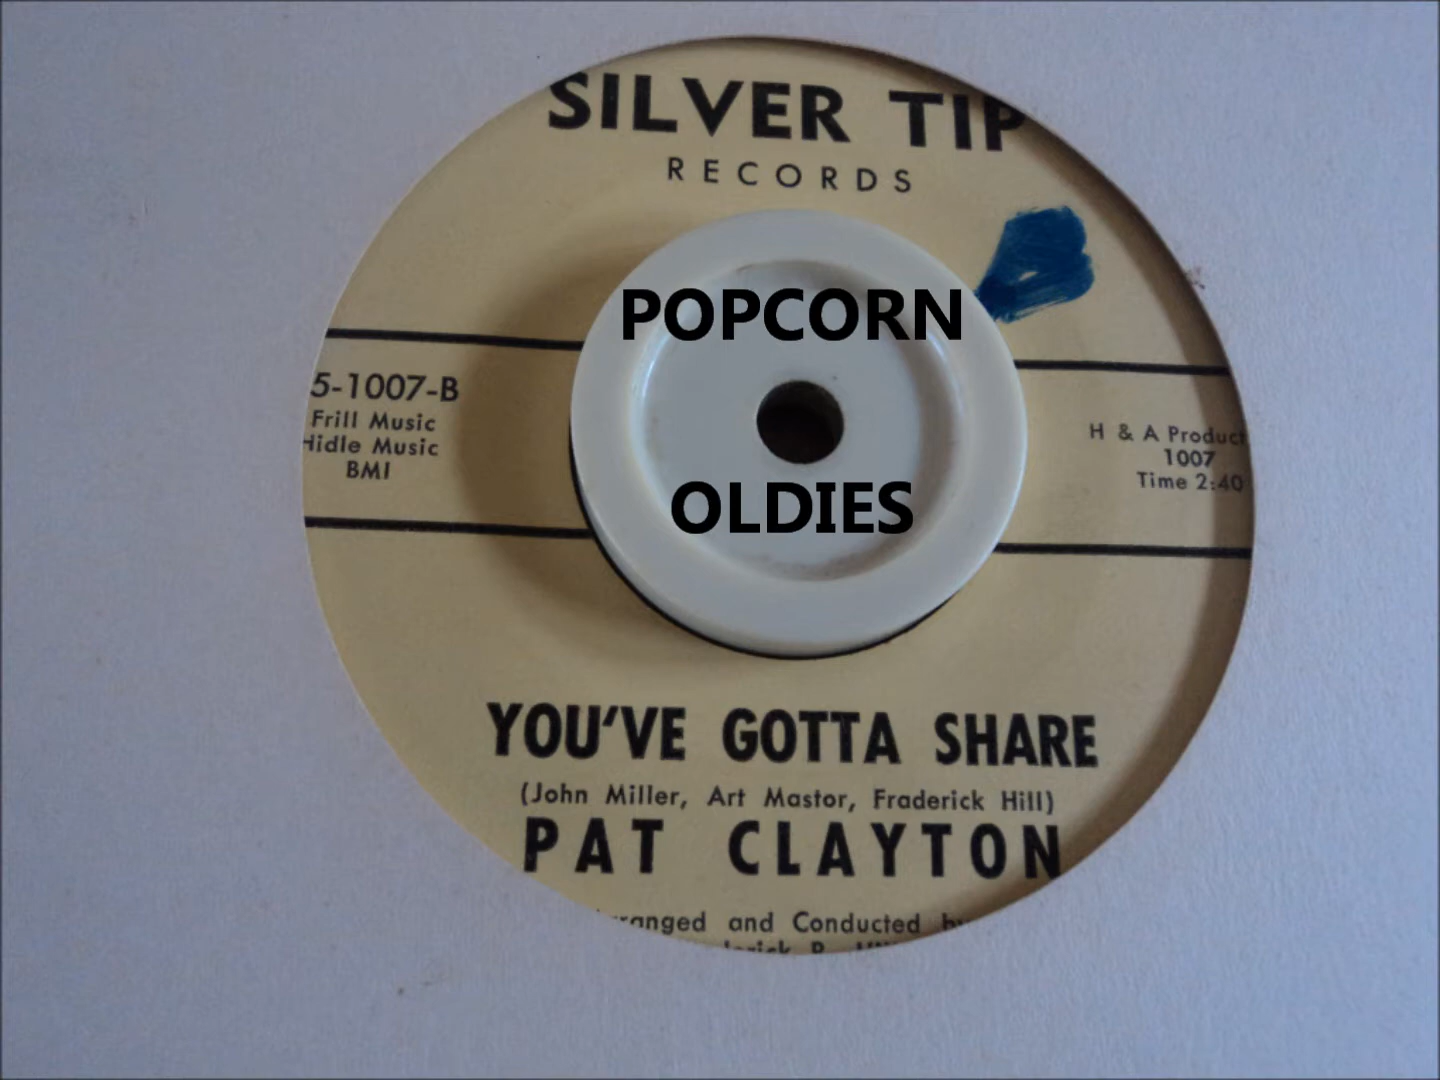 SILVER TIP
RECORDS
POPCORN
OLDIES
5-1007-B
Frill Music
Hidle Music
BMI
H & A Product
1007
Time 2:40
YOU'VE GOTTA SHARE
(John Miller, Art Mastor, Fraderick Hill)
PAT CLAYTON
and Conducted by